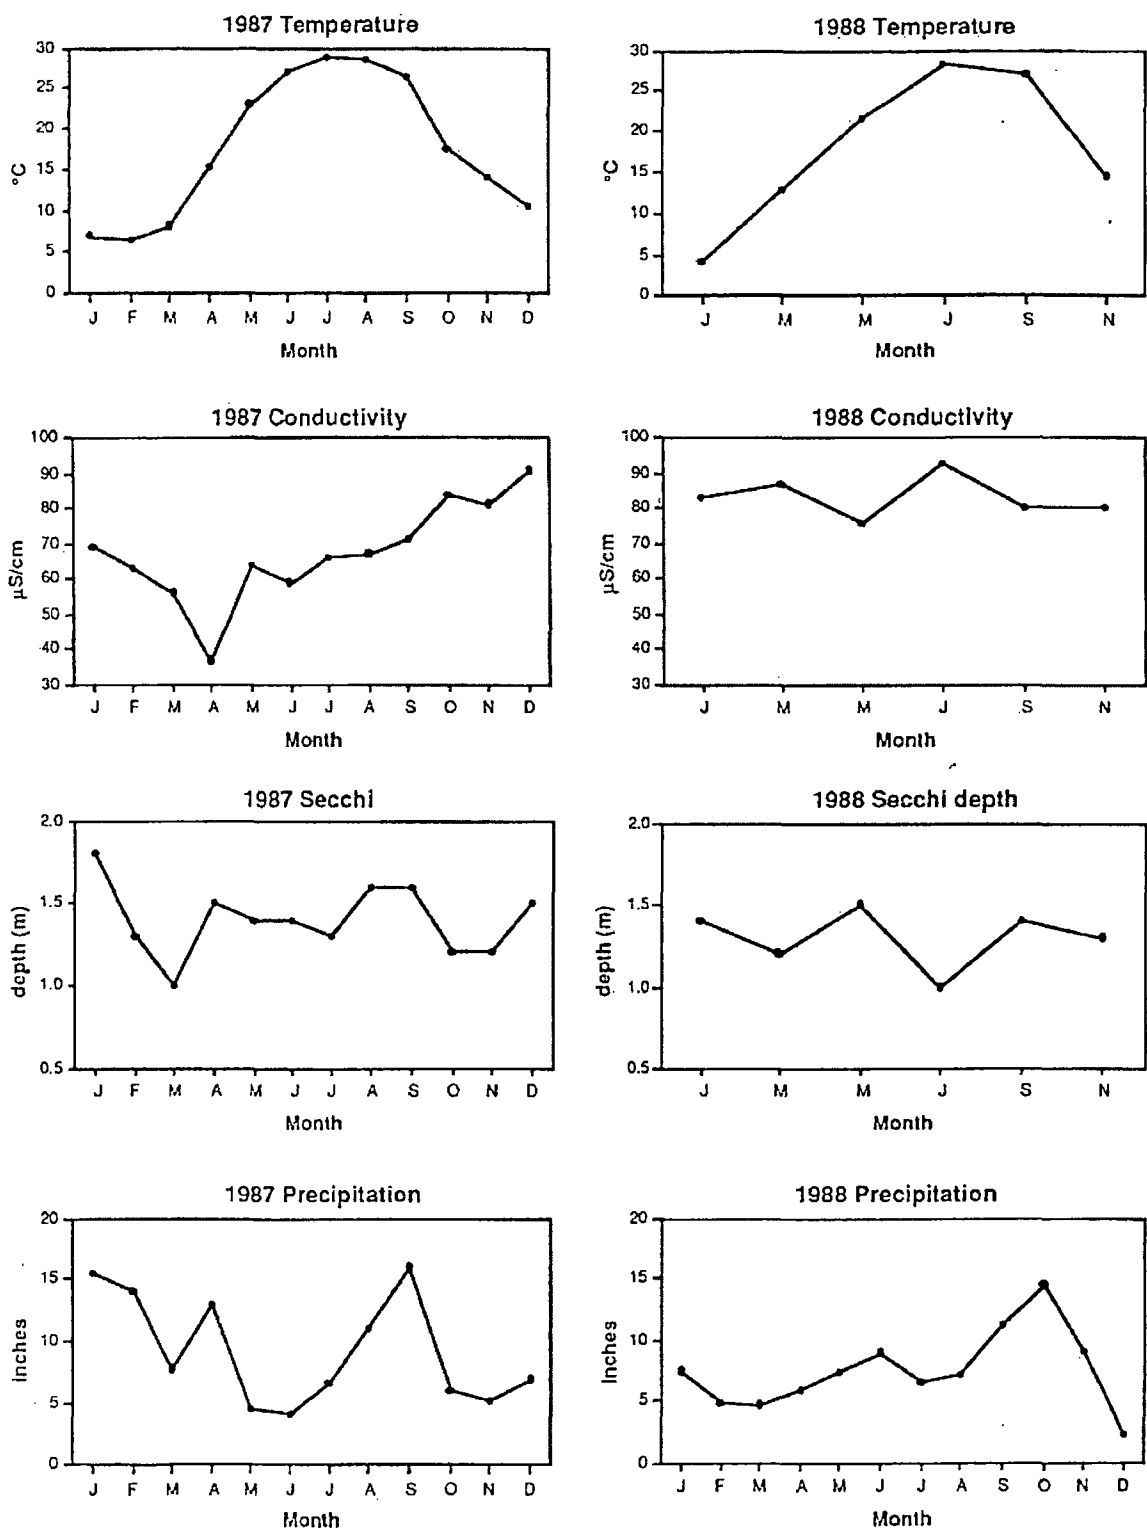 1987 Temperature
30
25
20
15
10
5
0
°C
J F M A M J J A S O N D
Month
1988 Temperature
30
25
20
15
10
5
0
°C
J M M J S N
Month
1987 Conductivity
100
90
80
70
60
50
40
30
µS/cm
J F M A M J J A S O N D
Month
1988 Conductivity
100
90
80
70
60
50
40
30
µS/cm
J M M J S N
Month
1987 Secchi
2.0
1.5
1.0
0.5
depth (m)
J F M A M J J A S O N D
Month
1988 Secchi depth
2.0
1.5
1.0
0.5
depth (m)
J M M J S N
Month
1987 Precipitation
20
15
10
5
0
Inches
J F M A M J J A S O N D
Month
1988 Precipitation
20
15
10
5
0
Inches
J F M A M J J A S O N D
Month